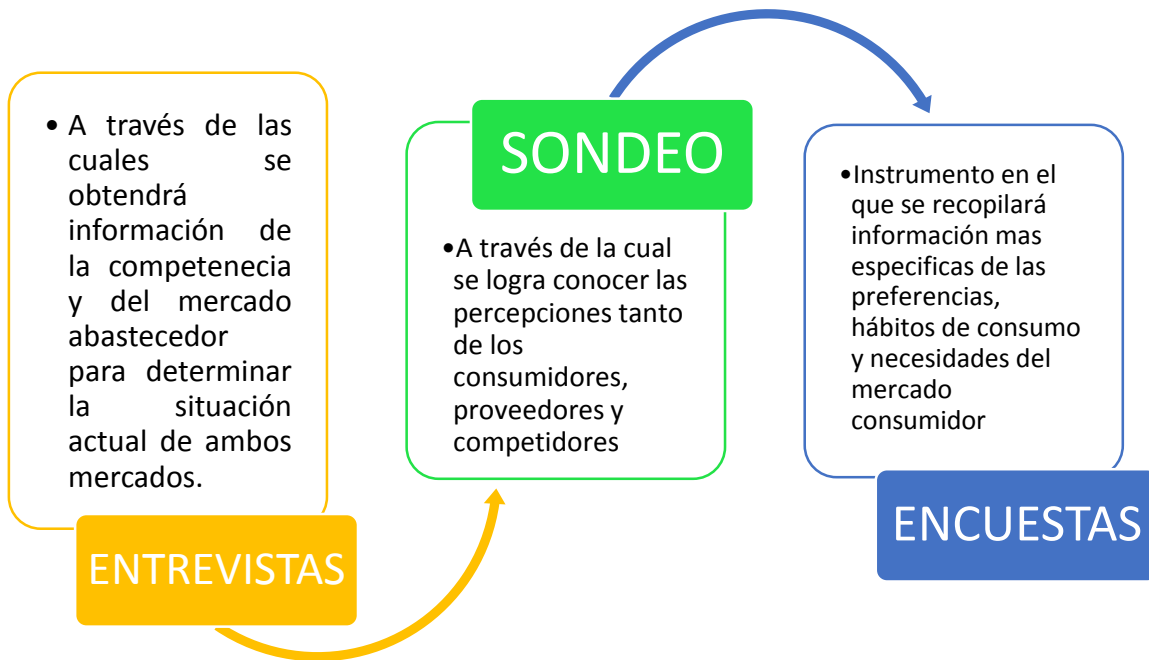 • A través de las
cuales se
obtendrá
información de
la competenecia
y del mercado
abastecedor
para determinar
la situación
actual de ambos
mercados.
ENTREVISTAS
SONDEO
•A través de la cual
se logra conocer las
percepciones tanto
de los
consumidores,
proveedores y
competidores
•Instrumento en el
que se recopilará
información mas
especificas de las
preferencias,
hábitos de consumo
y necesidades del
mercado
consumidor
ENCUESTAS